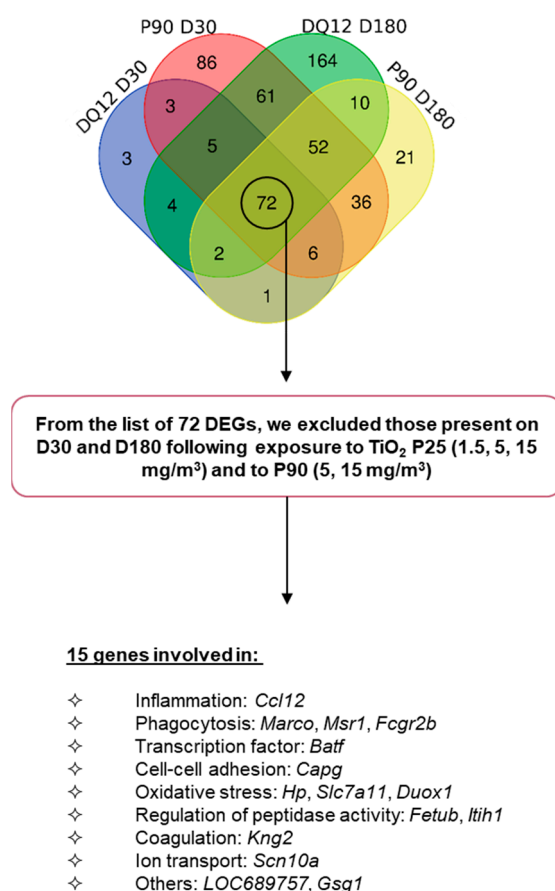 P90 D30
DQ12 D180
DQ12 D30
P90 D180
86
164
3
61
10
3
5
52
21
4
72
36
2
6
1
From the list of 72 DEGs, we excluded those present on
D30 and D180 following exposure to TiO₂ P25 (1.5, 5, 15
mg/m³) and to P90 (5, 15 mg/m³)
15 genes involved in:
✧ Inflammation: Ccl12
✧ Phagocytosis: Marco, Msr1, Fcgr2b
✧ Transcription factor: Batf
✧ Cell-cell adhesion: Capg
✧ Oxidative stress: Hp, Slc7a11, Duox1
✧ Regulation of peptidase activity: Fetub, Itih1
✧ Coagulation: Kng2
✧ Ion transport: Scn10a
✧ Others: LOC689757, Gsg1